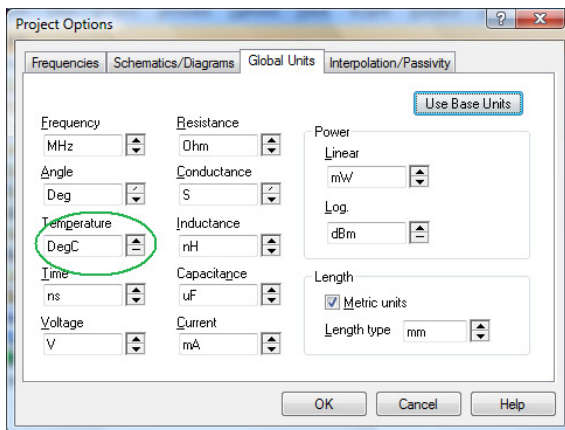 Project Options
Frequencies Schematics/Diagrams Global Units Interpolation/Passivity
Use Base Units
Frequency
MHz
Angle
Deg
Temperature
DegC
Time
ns
Voltage
V
Resistance
Ohm
Conductance
S
Inductance
nH
Capacitance
uF
Current
mA
Power
Linear
mW
Log.
dBm
Length
Metric units
Length type mm
OK Cancel Help